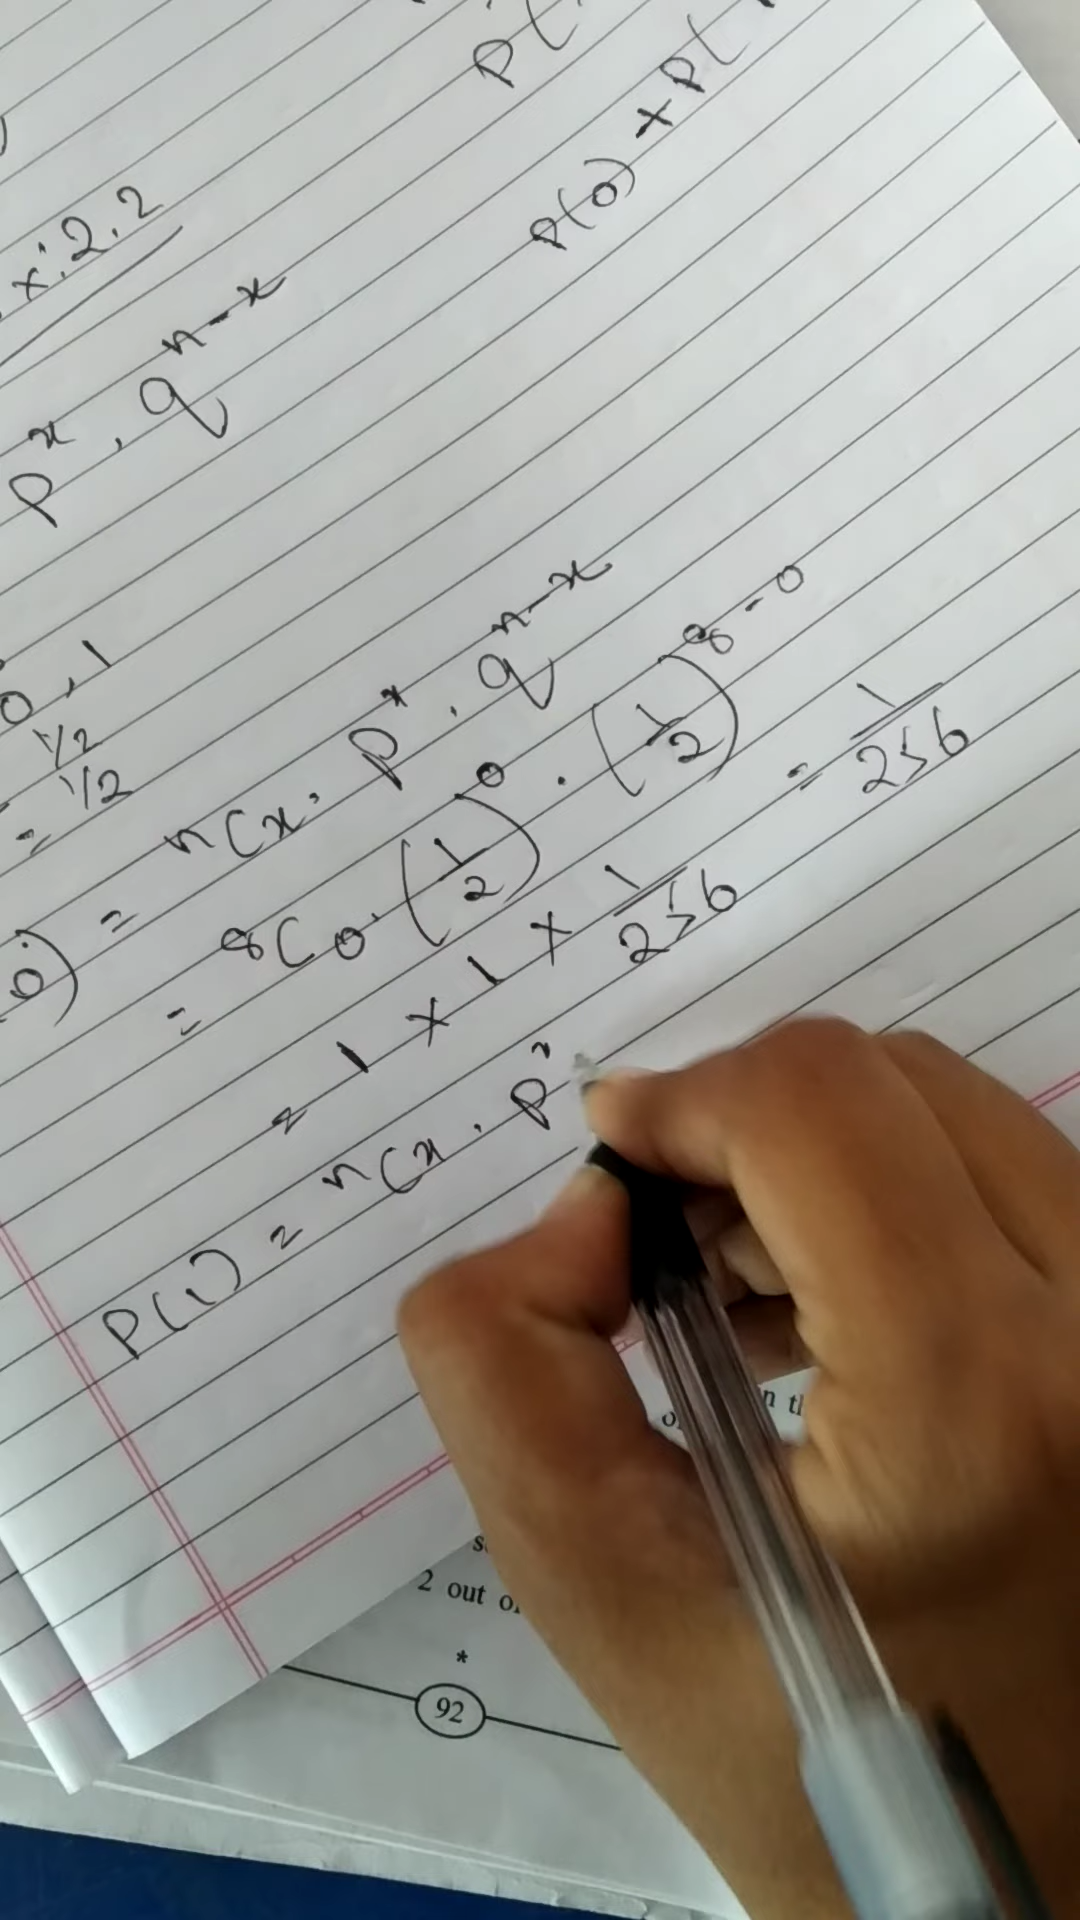 P(
P(0) + P(
x:2.2
p^x . q^(n-x)
0, 1
1/2
= 1/2
0) = nCx . p^x . q^(n-x)
= 8C0 . (1/2)^0 . (1/2)^(8-0)
= 1 x 1 x 1/256 = 1/256
P(1) = nCx . p^x
2 out
*
92